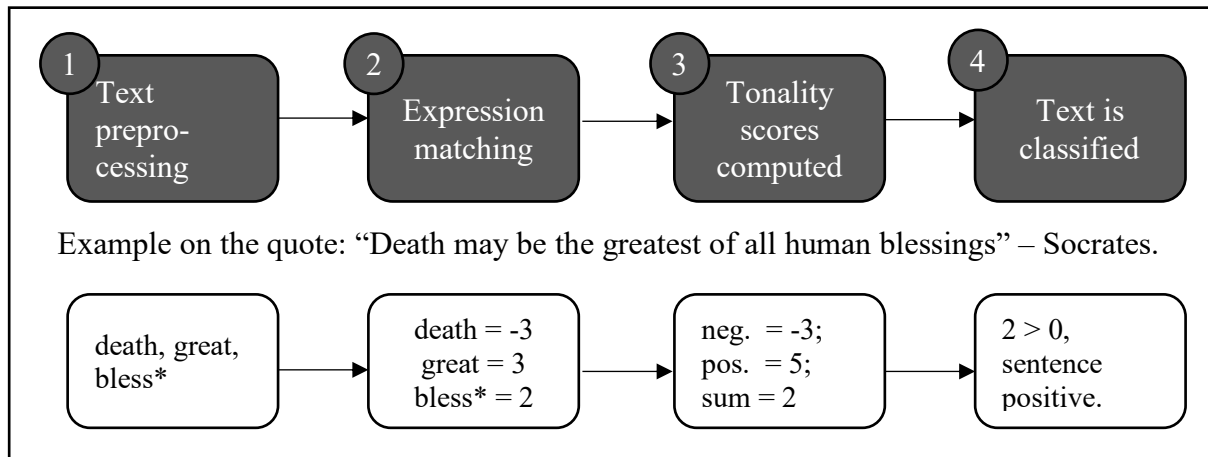 1
Text
prepro-
cessing
2
Expression
matching
3
Tonality
scores
computed
4
Text is
classified
Example on the quote: “Death may be the greatest of all human blessings” – Socrates.
death, great,
bless*
death = -3
great = 3
bless* = 2
neg. = -3;
pos. = 5;
sum = 2
2 > 0,
sentence
positive.